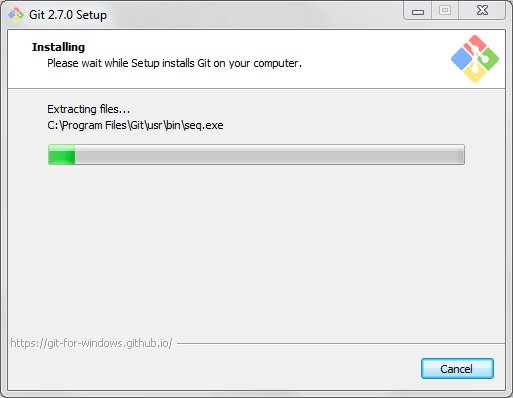 Git 2.7.0 Setup
Installing
Please wait while Setup installs Git on your computer.
Extracting files...
C:\Program Files\Git\usr\bin\seq.exe
https://git-for-windows.github.io/
Cancel